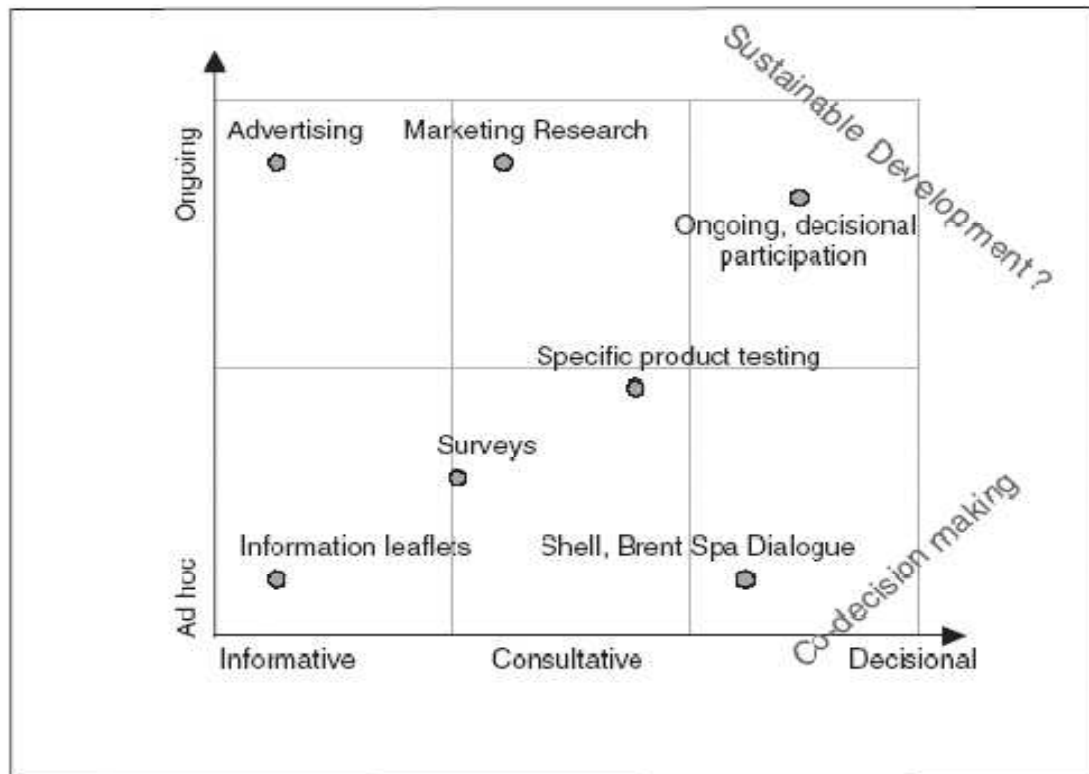 Sustainable Development ?
Ongoing
Advertising
Marketing Research
Ongoing, decisional
participation
Specific product testing
Surveys
Information leaflets
Shell, Brent Spa Dialogue
Ad hoc
Co-decision making
Informative
Consultative
Decisional